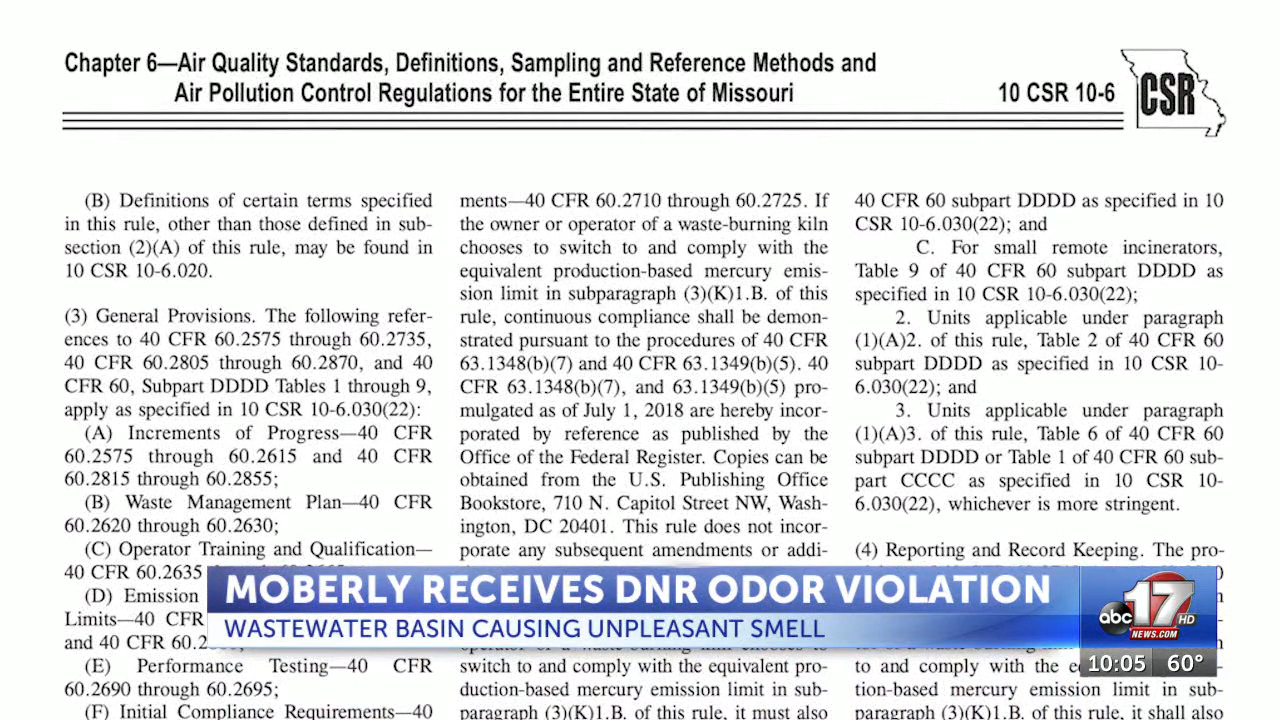 Chapter 6—Air Quality Standards, Definitions, Sampling and Reference Methods and
Air Pollution Control Regulations for the Entire State of Missouri
10 CSR 10-6
CSR
(B) Definitions of certain terms specified
in this rule, other than those defined in sub-
section (2)(A) of this rule, may be found in
10 CSR 10-6.020.
(3) General Provisions. The following refer-
ences to 40 CFR 60.2575 through 60.2735,
40 CFR 60.2805 through 60.2870, and 40
CFR 60, Subpart DDDD Tables 1 through 9,
apply as specified in 10 CSR 10-6.030(22):
(A) Increments of Progress—40 CFR
60.2575 through 60.2615 and 40 CFR
60.2815 through 60.2855;
(B) Waste Management Plan—40 CFR
60.2620 through 60.2630;
(C) Operator Training and Qualification—
40 CFR 60.2635
(D) Emission
Limits—40 CFR
and 40 CFR 60.2
(E) Performance Testing—40 CFR
60.2690 through 60.2695;
(F) Initial Compliance Requirements—40
ments—40 CFR 60.2710 through 60.2725. If
the owner or operator of a waste-burning kiln
chooses to switch to and comply with the
equivalent production-based mercury emis-
sion limit in subparagraph (3)(K)1.B. of this
rule, continuous compliance shall be demon-
strated pursuant to the procedures of 40 CFR
63.1348(b)(7) and 40 CFR 63.1349(b)(5). 40
CFR 63.1348(b)(7), and 63.1349(b)(5) pro-
mulgated as of July 1, 2018 are hereby incor-
porated by reference as published by the
Office of the Federal Register. Copies can be
obtained from the U.S. Publishing Office
Bookstore, 710 N. Capitol Street NW, Wash-
ington, DC 20401. This rule does not incor-
porate any subsequent amendments or addi-
switch to and comply with the equivalent pro-
duction-based mercury emission limit in sub-
paragraph (3)(K)1.B. of this rule, it must also
40 CFR 60 subpart DDDD as specified in 10
CSR 10-6.030(22); and
C. For small remote incinerators,
Table 9 of 40 CFR 60 subpart DDDD as
specified in 10 CSR 10-6.030(22);
2. Units applicable under paragraph
(1)(A)2. of this rule, Table 2 of 40 CFR 60
subpart DDDD as specified in 10 CSR 10-
6.030(22); and
3. Units applicable under paragraph
(1)(A)3. of this rule, Table 6 of 40 CFR 60
subpart DDDD or Table 1 of 40 CFR 60 sub-
part CCCC as specified in 10 CSR 10-
6.030(22), whichever is more stringent.
(4) Reporting and Record Keeping. The pro-
to and comply with the
tion-based mercury emission limit in sub-
paragraph (3)(K)1.B. of this rule, it shall also
MOBERLY RECEIVES DNR ODOR VIOLATION
WASTEWATER BASIN CAUSING UNPLEASANT SMELL
abc 17 HD
NEWS.COM
10:05 60°